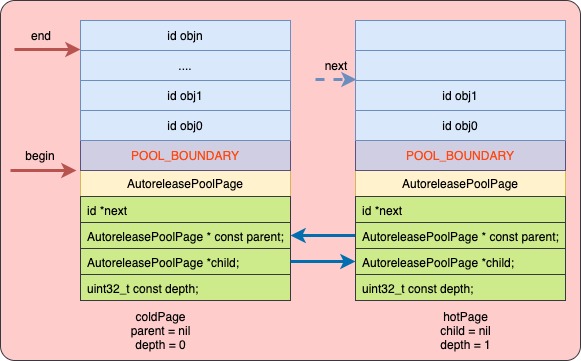 end
id objn
....
id obj1
id obj0
begin
POOL_BOUNDARY
AutoreleasePoolPage
id *next
AutoreleasePoolPage * const parent;
AutoreleasePoolPage *child;
uint32_t const depth;
coldPage
parent = nil
depth = 0
next
id obj1
id obj0
POOL_BOUNDARY
AutoreleasePoolPage
id *next
AutoreleasePoolPage * const parent;
AutoreleasePoolPage *child;
uint32_t const depth;
hotPage
child = nil
depth = 1